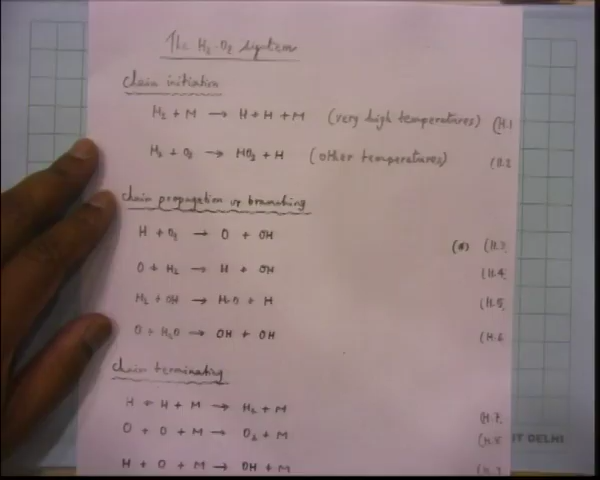 The H₂-O₂ system
Chain initiation
H₂ + M → H + H + M (very high temperatures) (H.1
H₂ + O₂ → HO₂ + H (other temperatures) (H.2
Chain propagation or branching
H + O₂ → O + OH (H.3
O + H₂ → H + OH (H.4
H₂ + OH → H₂O + H (H.5
O + H₂O → OH + OH (H.6
Chain terminating
H + H + M → H₂ + M (H.7
O + O + M → O₂ + M (H.8
H + O + M → OH + M
IT DELHI